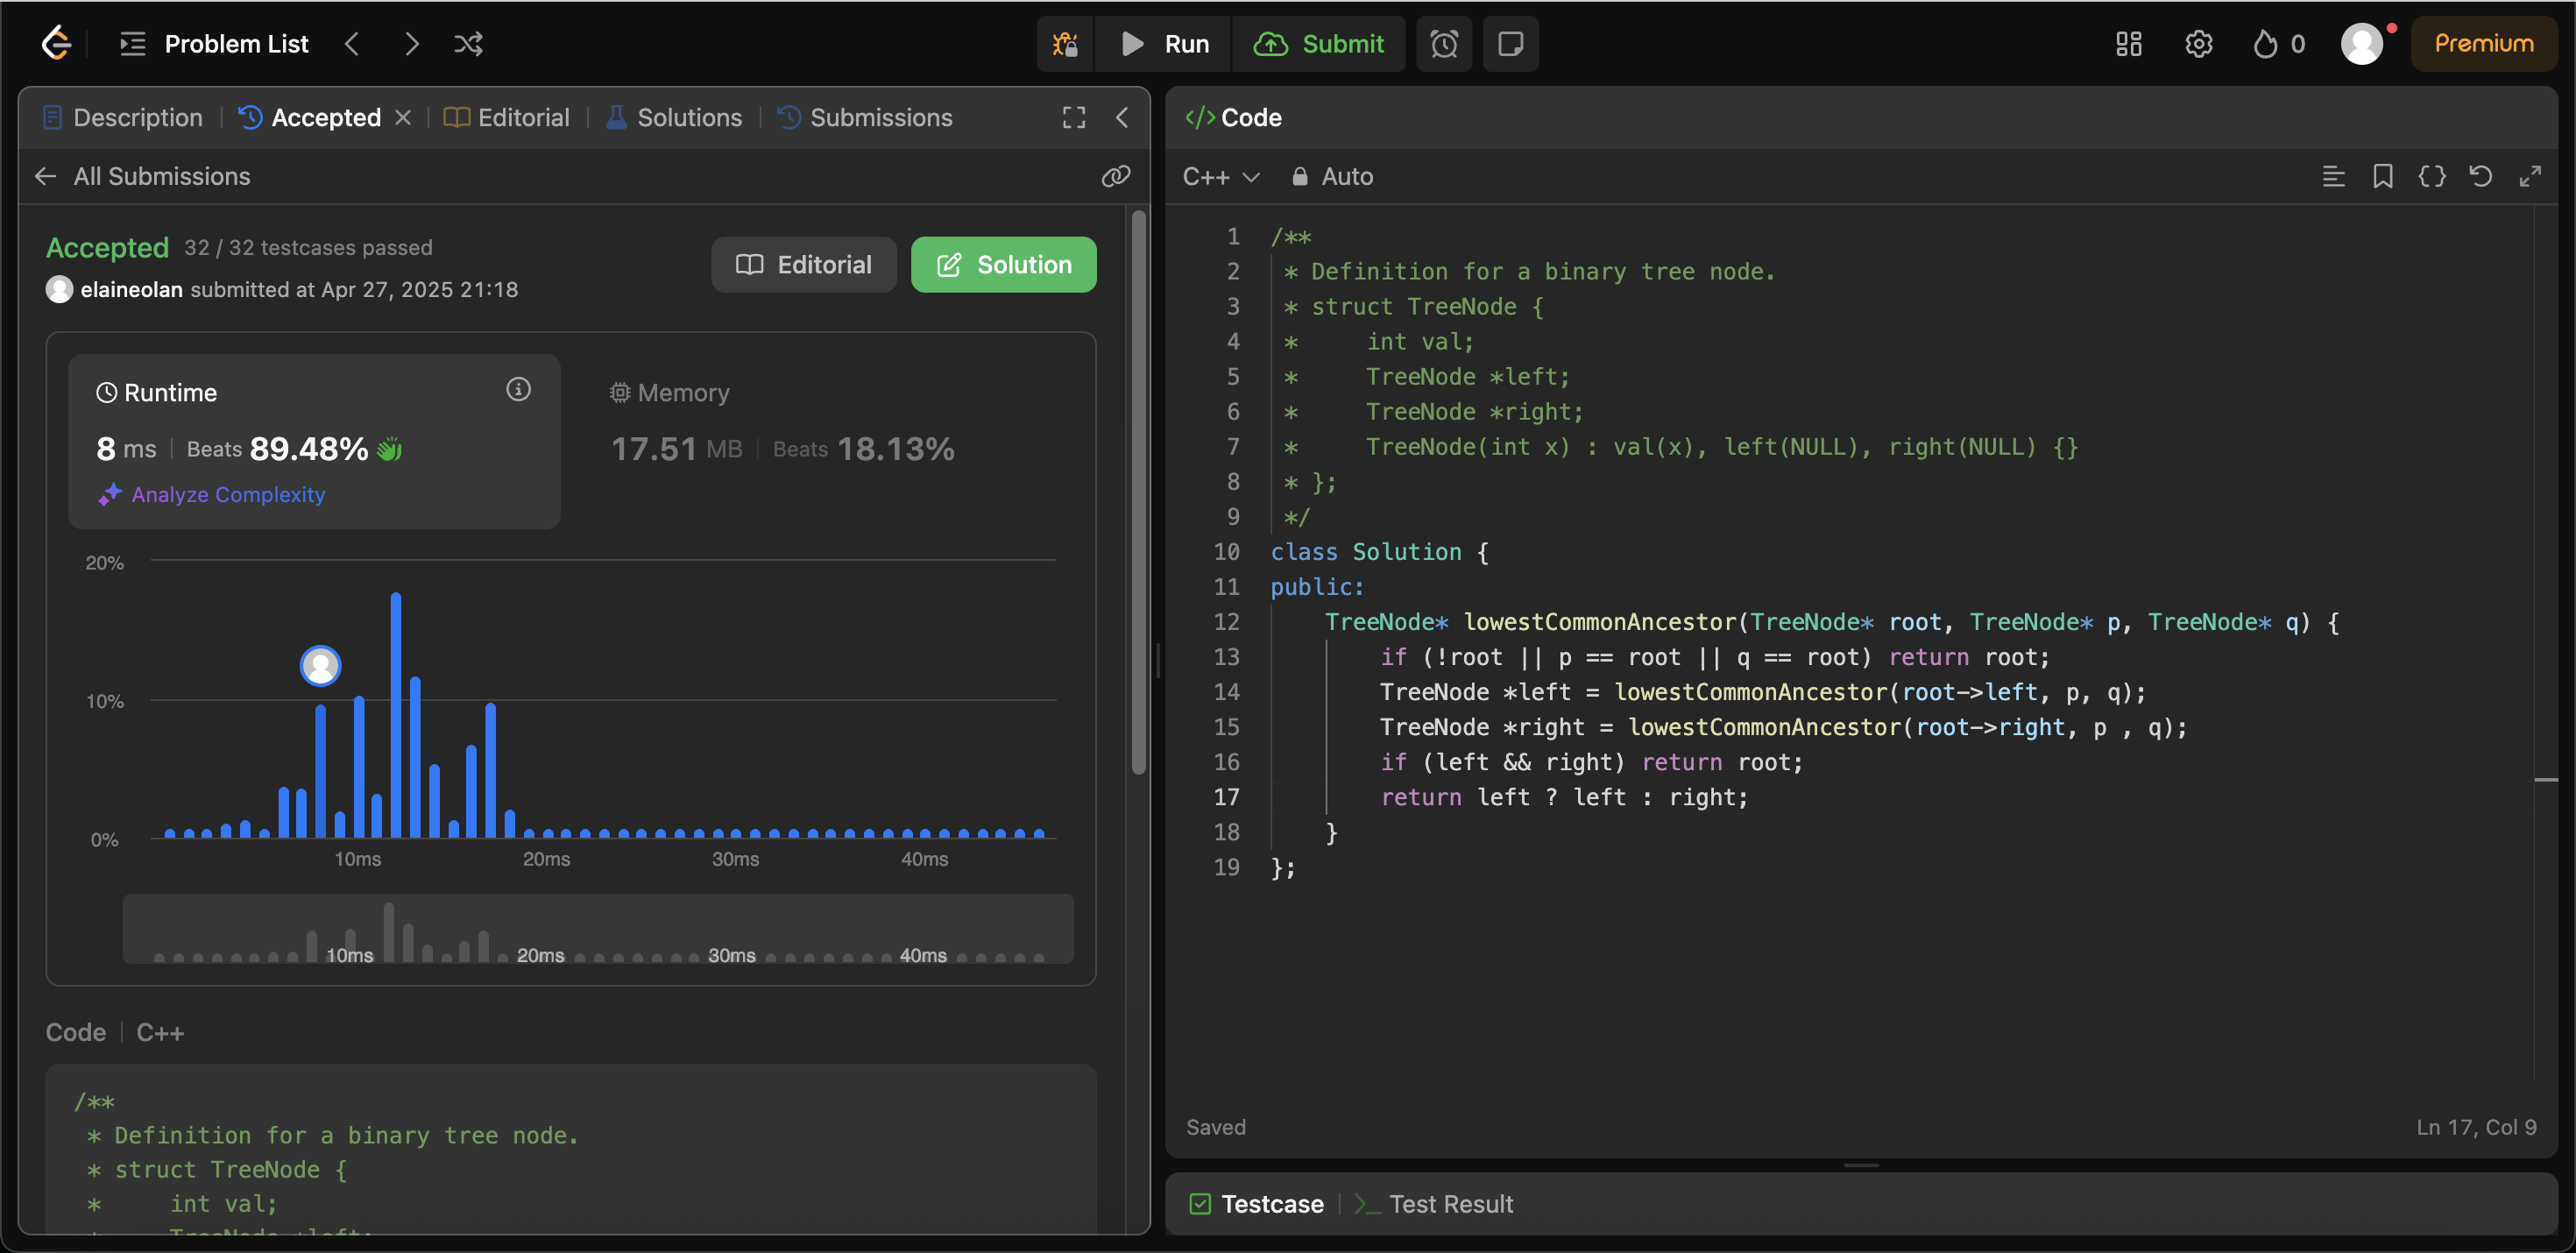 Problem List
Run
Submit
0
Premium
Description
Accepted
Editorial
Solutions
Submissions
All Submissions
Accepted 32 / 32 testcases passed
elaineolan submitted at Apr 27, 2025 21:18
Editorial
Solution
Runtime
8 ms | Beats 89.48%
Analyze Complexity
Memory
17.51 MB | Beats 18.13%
20%
10%
0%
10ms 20ms 30ms 40ms
10ms 20ms 30ms 40ms
Code | C++
/**
 * Definition for a binary tree node.
 * struct TreeNode {
 *     int val;
 *     TreeNode *left;
</> Code
C++
Auto
1 /**
2  * Definition for a binary tree node.
3  * struct TreeNode {
4  *     int val;
5  *     TreeNode *left;
6  *     TreeNode *right;
7  *     TreeNode(int x) : val(x), left(NULL), right(NULL) {}
8  * };
9  */
10 class Solution {
11 public:
12     TreeNode* lowestCommonAncestor(TreeNode* root, TreeNode* p, TreeNode* q) {
13         if (!root || p == root || q == root) return root;
14         TreeNode *left = lowestCommonAncestor(root->left, p, q);
15         TreeNode *right = lowestCommonAncestor(root->right, p , q);
16         if (left && right) return root;
17         return left ? left : right;
18     }
19 };
Saved
Ln 17, Col 9
Testcase
Test Result